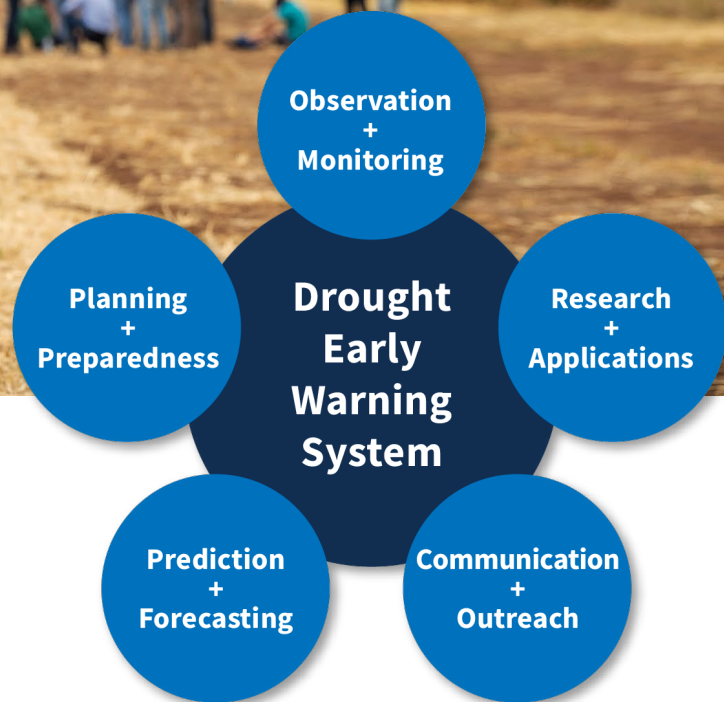 Observation
+
Monitoring
Planning
+
Preparedness
Drought
Early
Warning
System
Research
+
Applications
Prediction
+
Forecasting
Communication
+
Outreach